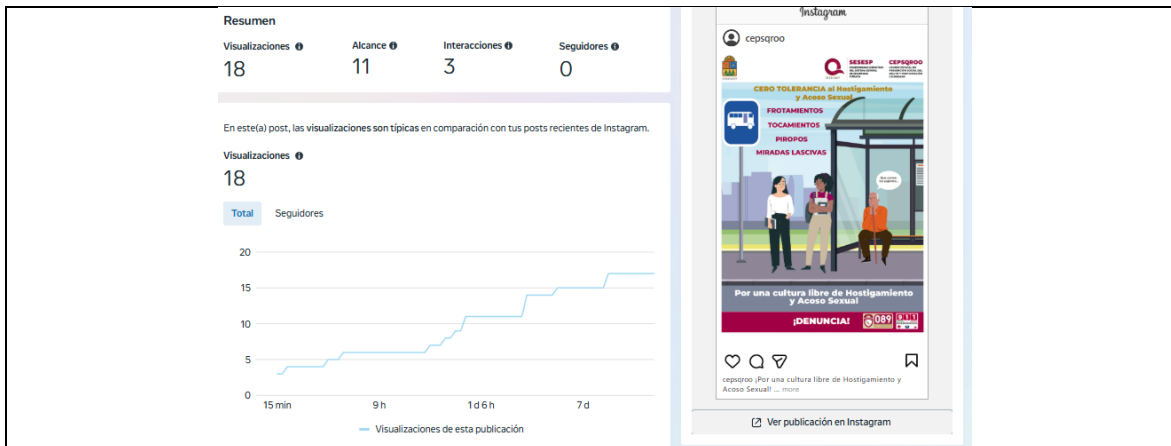 Resumen
Visualizaciones
Alcance
Interacciones
Seguidores
18
11
3
0
En este(a) post, las visualizaciones son típicas en comparación con tus posts recientes de Instagram.
Visualizaciones
18
Total
Seguidores
20
15
10
5
0
15 min
9 h
1 d 6 h
7 d
Visualizaciones de esta publicación
Instagram
cepsqroo
SESESP
CEPSQROO
CERO TOLERANCIA al Hostigamiento
y Acoso Sexual
FROTAMIENTOS
TOCAMIENTOS
PIROPOS
MIRADAS LASCIVAS
Por una cultura libre de Hostigamiento
y Acoso Sexual
¡DENUNCIA!
089
911
cepsqroo ¡Por una cultura libre de Hostigamiento y
Acoso Sexual! ... more
Ver publicación en Instagram